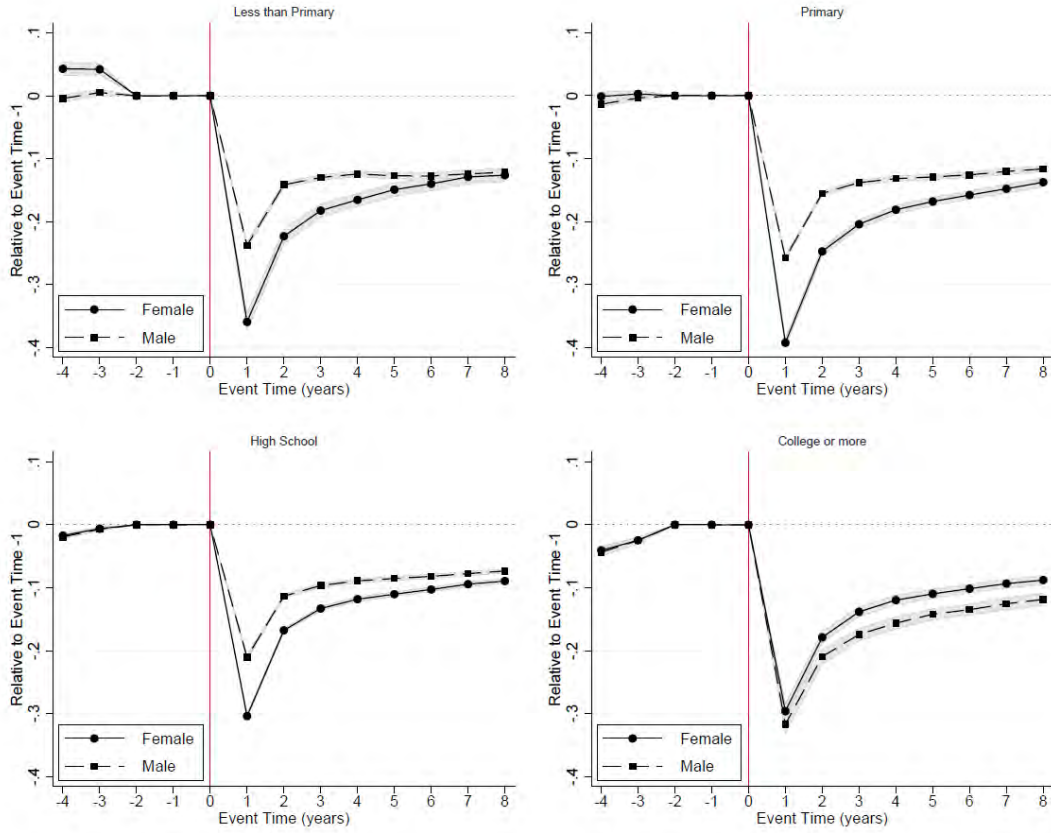 Less than Primary
Relative to Event Time -1
.1
0
-.1
-.2
-.3
-.4
Female
Male
-4 -3 -2 -1 0 1 2 3 4 5 6 7 8
Event Time (years)
Primary
Relative to Event Time -1
.1
0
-.1
-.2
-.3
-.4
Female
Male
-4 -3 -2 -1 0 1 2 3 4 5 6 7 8
Event Time (years)
High School
Relative to Event Time -1
.1
0
-.1
-.2
-.3
-.4
Female
Male
-4 -3 -2 -1 0 1 2 3 4 5 6 7 8
Event Time (years)
College or more
Relative to Event Time -1
.1
0
-.1
-.2
-.3
-.4
Female
Male
-4 -3 -2 -1 0 1 2 3 4 5 6 7 8
Event Time (years)